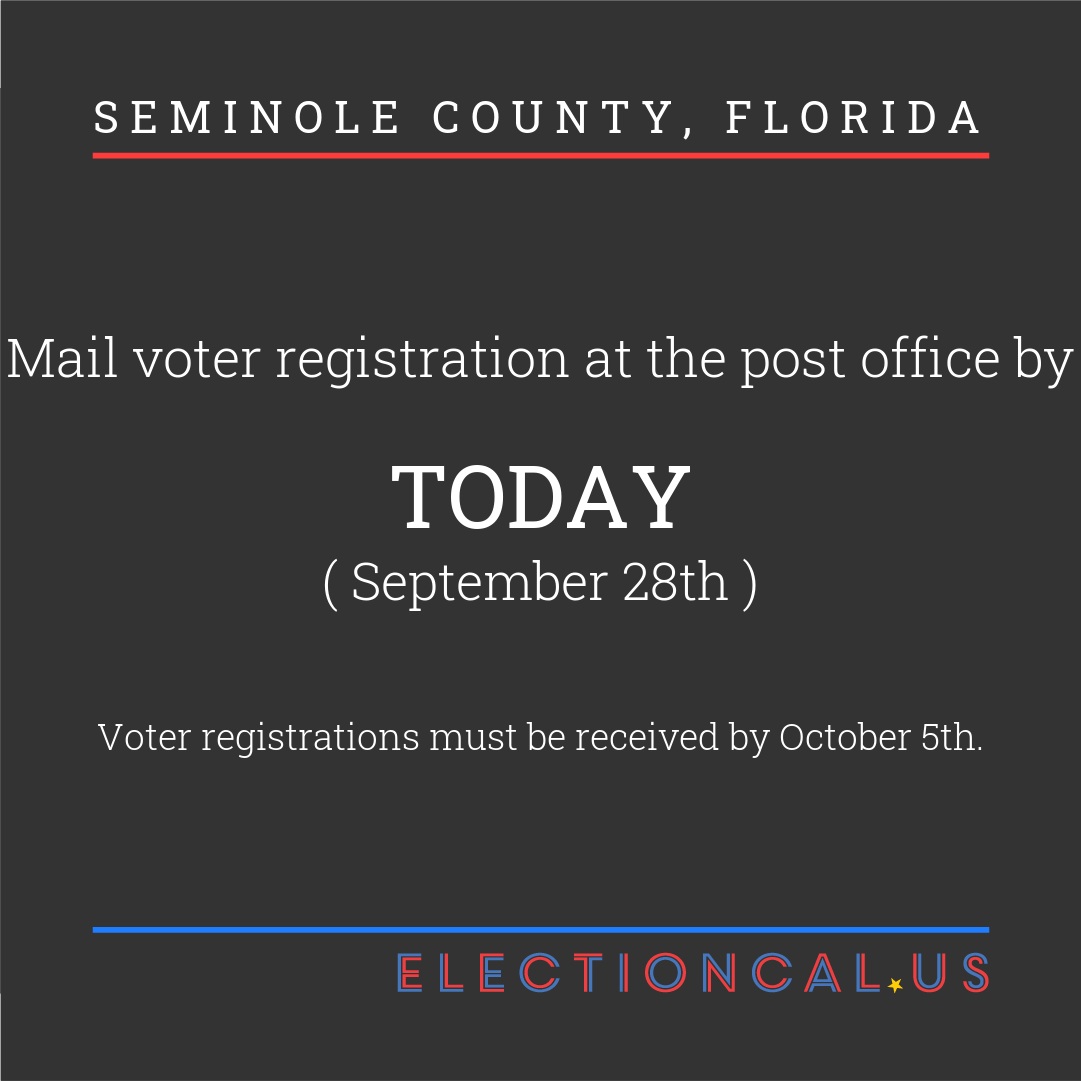 SEMINOLE COUNTY, FLORIDA
Mail voter registration at the post office by
TODAY
( September 28th )
Voter registrations must be received by October 5th.
ELECTIONCAL.US